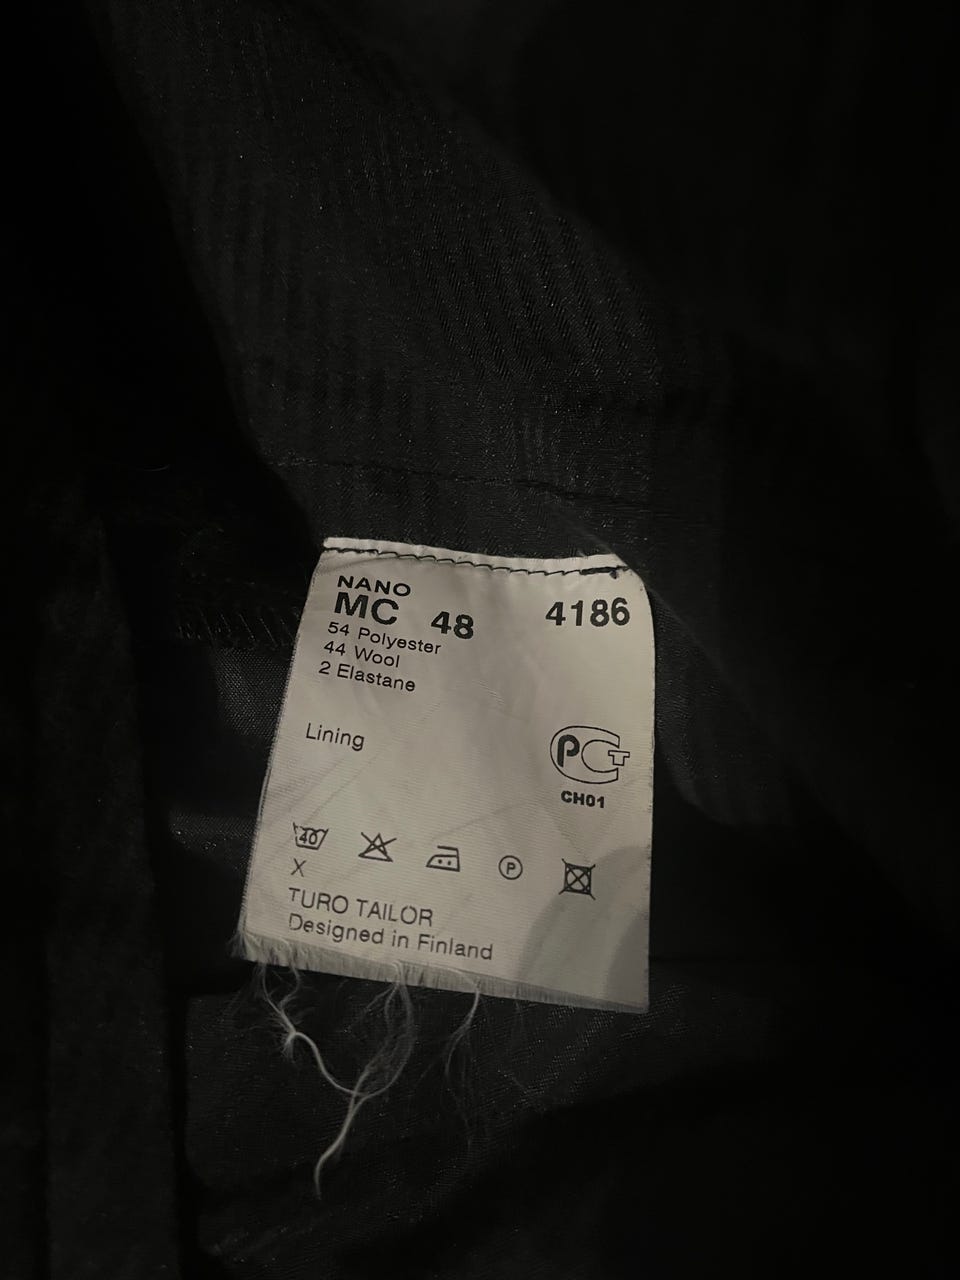 NANO
MC 48 4186
54 Polyester
44 Wool
2 Elastane
Lining
PCT
CH01
40 P
X
TURO TAILOR
Designed in Finland